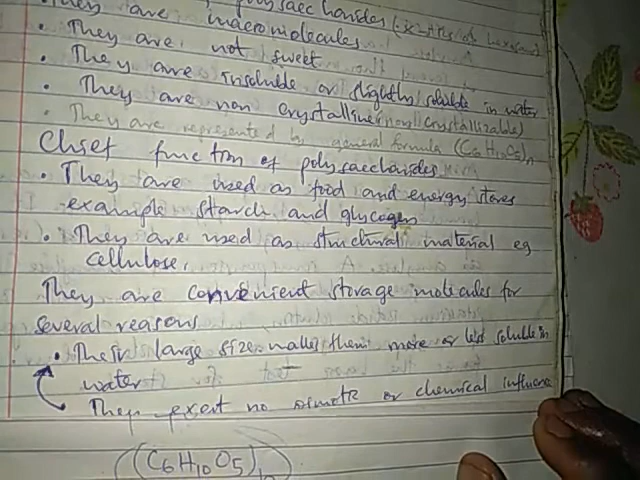 They are polysaccharides
They are macromolecules
• They are not sweet
• They are insoluble or slightly soluble in water
• They are non crystalline (non crystallizable)
• They are represented by general formula (C6H10O5)n
Chief function of polysaccharides
• They are used as food and energy stores
example starch and glycogen
• They are used as structural material eg
cellulose.
They are convenient storage molecules for
several reasons
• Their large size makes them more or less soluble in
water
They exert no osmotic or chemical influence
((C6H10O5)n)